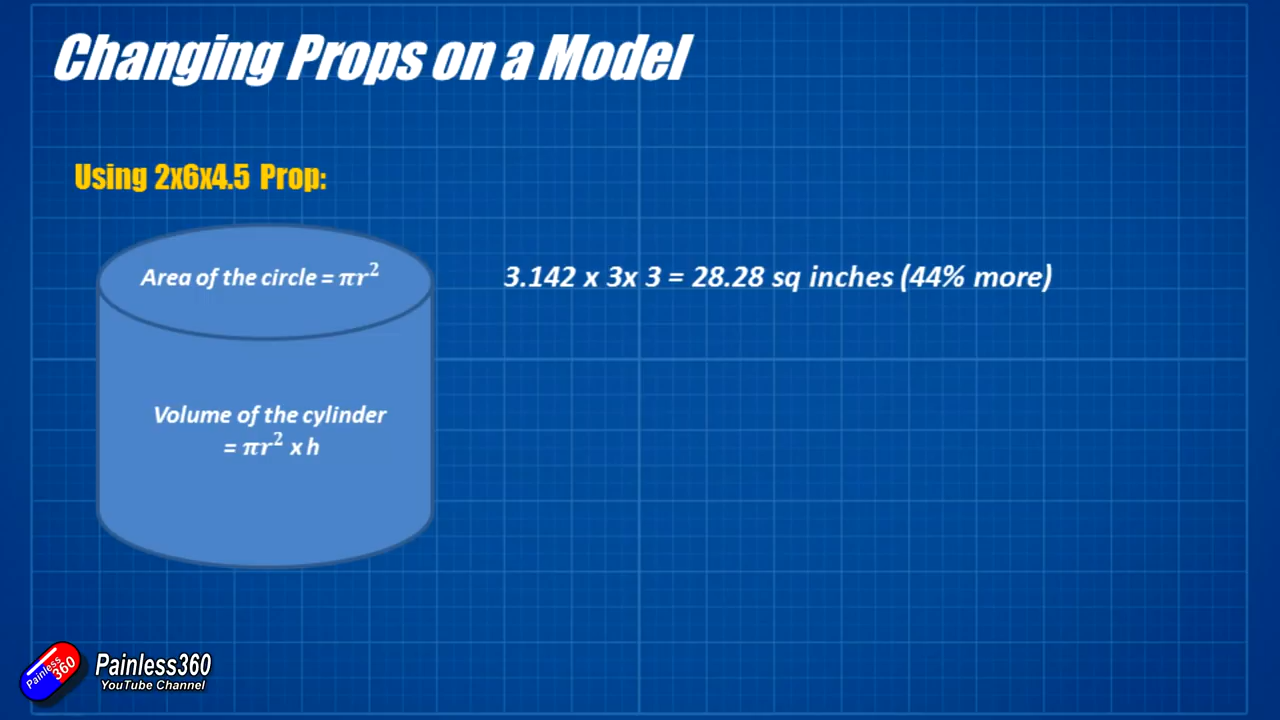 Changing Props on a Model
Using 2x6x4.5 Prop:
Area of the circle = πr²
3.142 x 3x 3 = 28.28 sq inches (44% more)
Volume of the cylinder
= πr² x h
Painless
360
Painless360
YouTube Channel